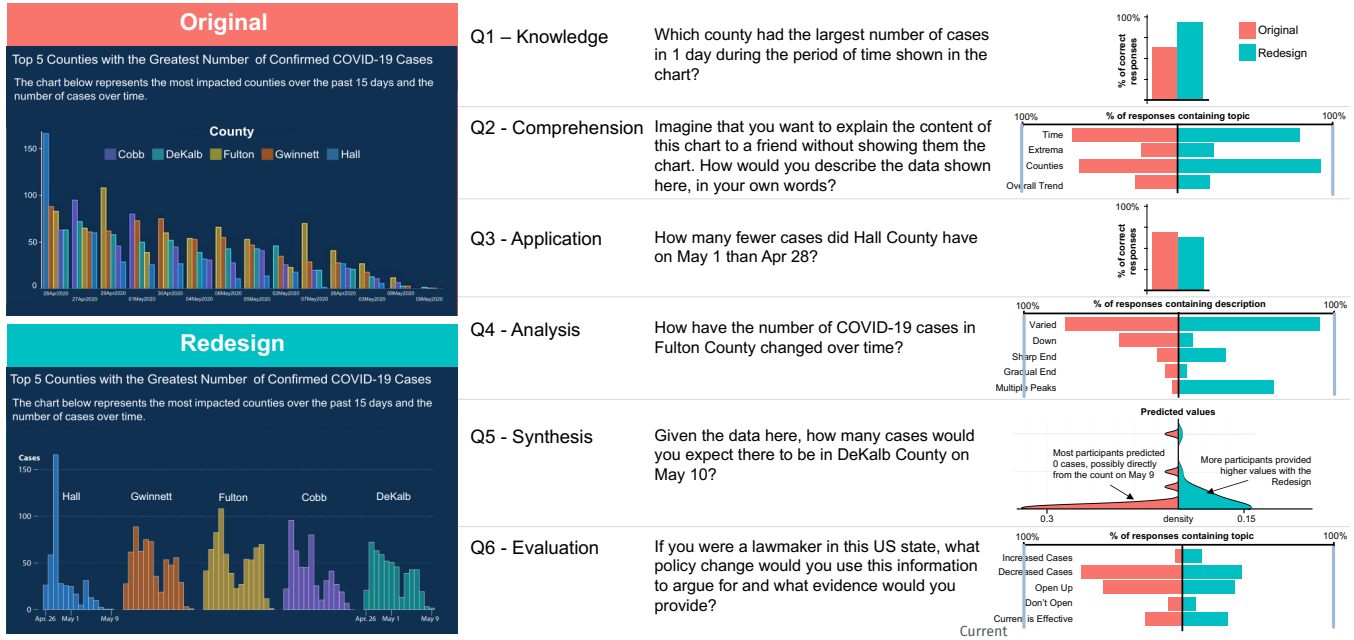 Original
Top 5 Counties with the Greatest Number of Confirmed COVID-19 Cases
The chart below represents the most impacted counties over the past 15 days and the
number of cases over time.
County
Cobb DeKalb Fulton Gwinnett Hall
150
100
50
0
28Apr2020 29Apr2020 30Apr2020 06May2020 02May2020 26Apr2020 08May2020
27Apr2020 01May2020 04May2020 05May2020 07May2020 03May2020 09May2020
Redesign
Top 5 Counties with the Greatest Number of Confirmed COVID-19 Cases
The chart below represents the most impacted counties over the past 15 days and the
number of cases over time.
Cases
150
100
50
0
Hall Gwinnett Fulton Cobb DeKalb
Apr. 26 May 1 May 9 Apr. 26 May 1 May 9
Q1 – Knowledge
Which county had the largest number of cases
in 1 day during the period of time shown in the
chart?
100%
% of correct
responses
Original
Redesign
Q2 - Comprehension
Imagine that you want to explain the content of
this chart to a friend without showing them the
chart. How would you describe the data shown
here, in your own words?
100% % of responses containing topic 100%
Time
Extrema
Counties
Overall Trend
Q3 - Application
How many fewer cases did Hall County have
on May 1 than Apr 28?
100%
% of correct
responses
Q4 - Analysis
How have the number of COVID-19 cases in
Fulton County changed over time?
100% % of responses containing description 100%
Varied
Down
Sharp End
Gradual End
Multiple Peaks
Q5 - Synthesis
Given the data here, how many cases would
you expect there to be in DeKalb County on
May 10?
Predicted values
Most participants predicted
0 cases, possibly directly
from the count on May 9
More participants provided
higher values with the
Redesign
0.3 density 0.15
Q6 - Evaluation
If you were a lawmaker in this US state, what
policy change would you use this information
to argue for and what evidence would you
provide?
100% % of responses containing topic 100%
Increased Cases
Decreased Cases
Open Up
Don't Open
Current is Effective
Current